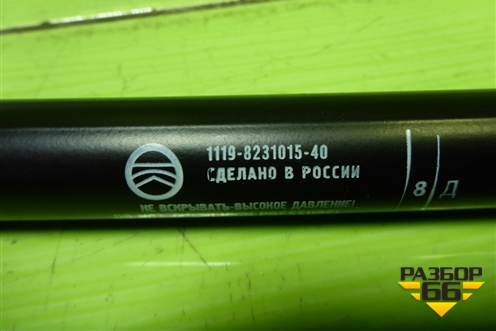 1119-8231015-40
СДЕЛАНО В РОССИИ
8 Д
НЕ ВСКРЫВАТЬ-ВЫСОКОЕ ДАВЛЕНИЕ!
РАЗБОР
66